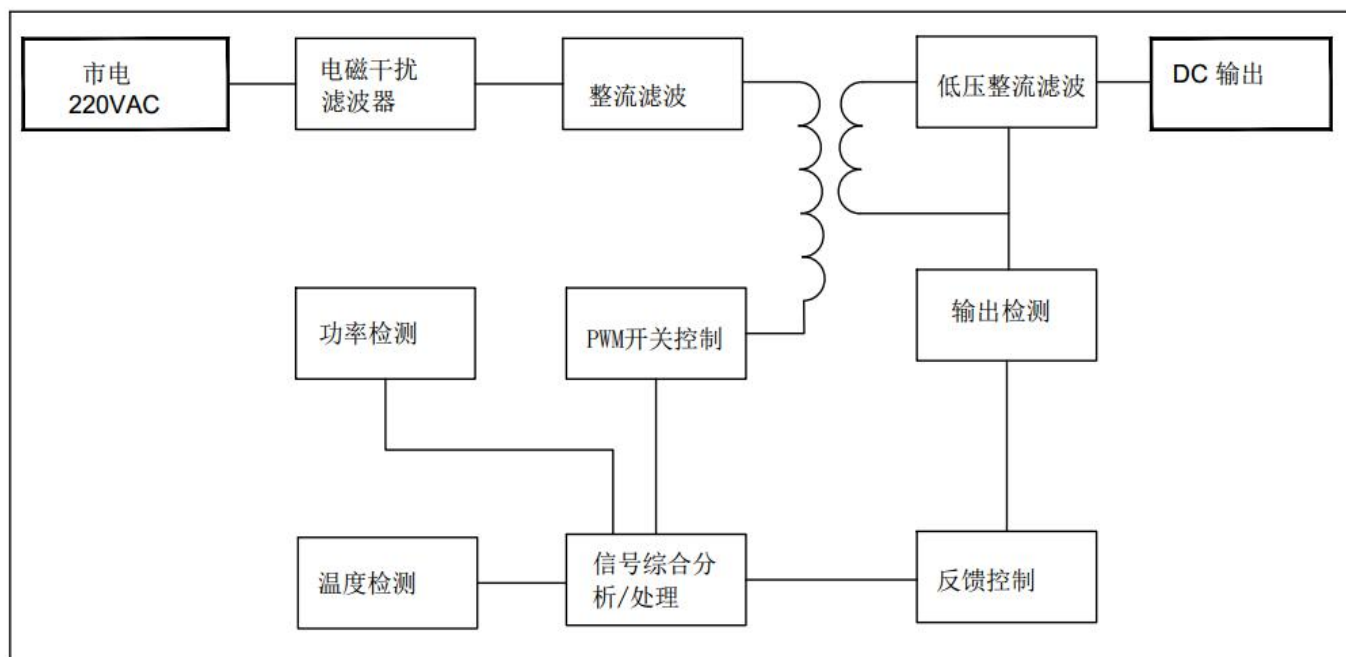 市电
220VAC
电磁干扰
滤波器
整流滤波
低压整流滤波
DC 输出
功率检测
PWM开关控制
输出检测
温度检测
信号综合分
析/处理
反馈控制